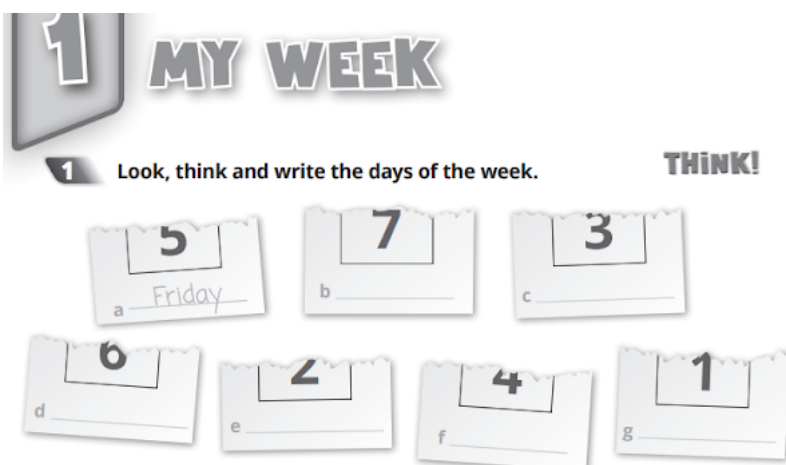 1 MY WEEK
1 Look, think and write the days of the week. THiNK!
5 7 3
a Friday b c
6 2 4 1
d e f g